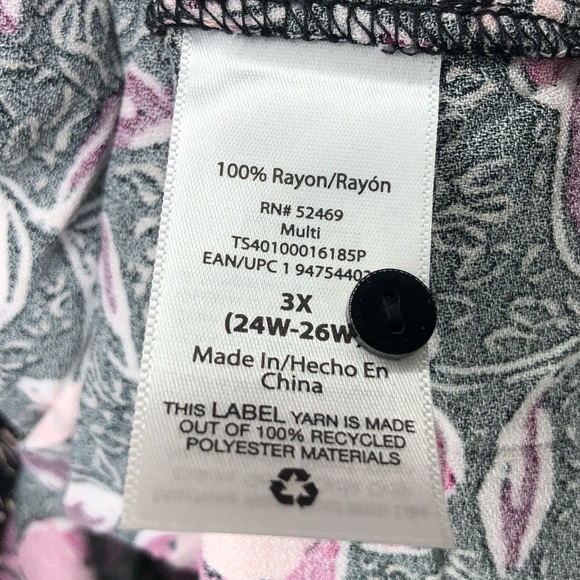 100% Rayon/Rayón
RN# 52469
Multi
TS40100016185P
EAN/UPC 1 94754402
3X
(24W-26W
Made In/Hecho En
China
THIS LABEL YARN IS MADE
OUT OF 100% RECYCLED
POLYESTER MATERIALS